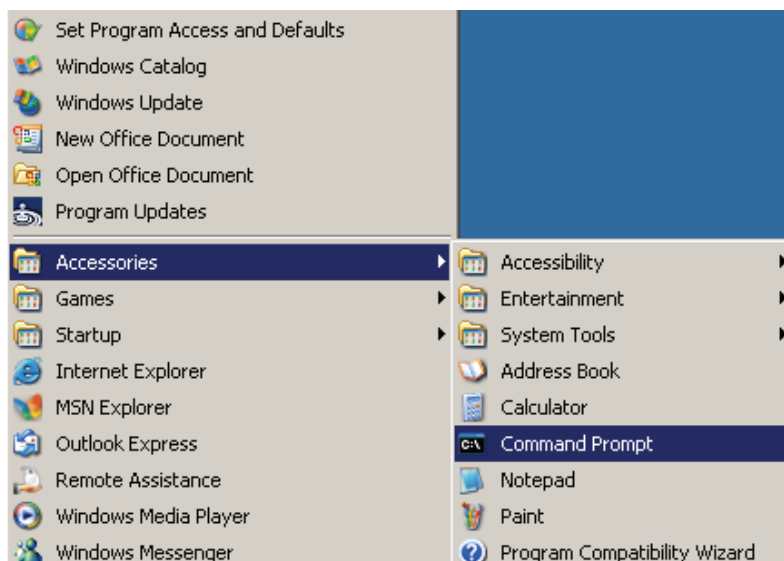 Set Program Access and Defaults
Windows Catalog
Windows Update
New Office Document
Open Office Document
Program Updates
Accessories
Games
Startup
Internet Explorer
MSN Explorer
Outlook Express
Remote Assistance
Windows Media Player
Windows Messenger
Accessibility
Entertainment
System Tools
Address Book
Calculator
C:\ Command Prompt
Notepad
Paint
Program Compatibility Wizard